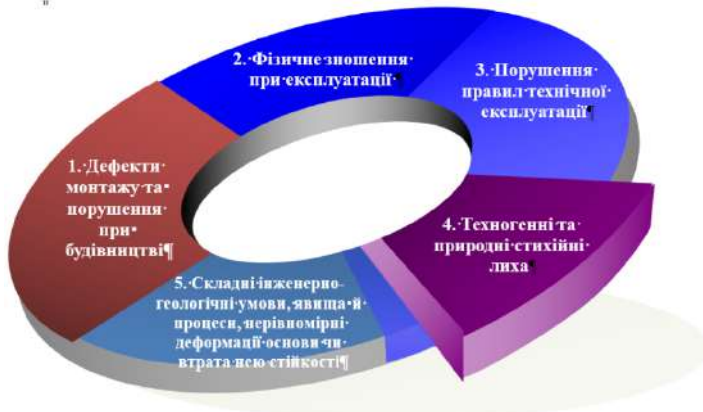 1. Дефекти
монтажу та
порушення
при
будівництві¶
2. Фізичне зношення
при експлуатації¶
3. Порушення
правил технічної
експлуатації¶
4. Техногенні та
природні стихійні
лиха¶
5. Складні інженерно-
геологічні умови, явища й
процеси, нерівномірні
деформації основи чи
втрата нею стійкості¶